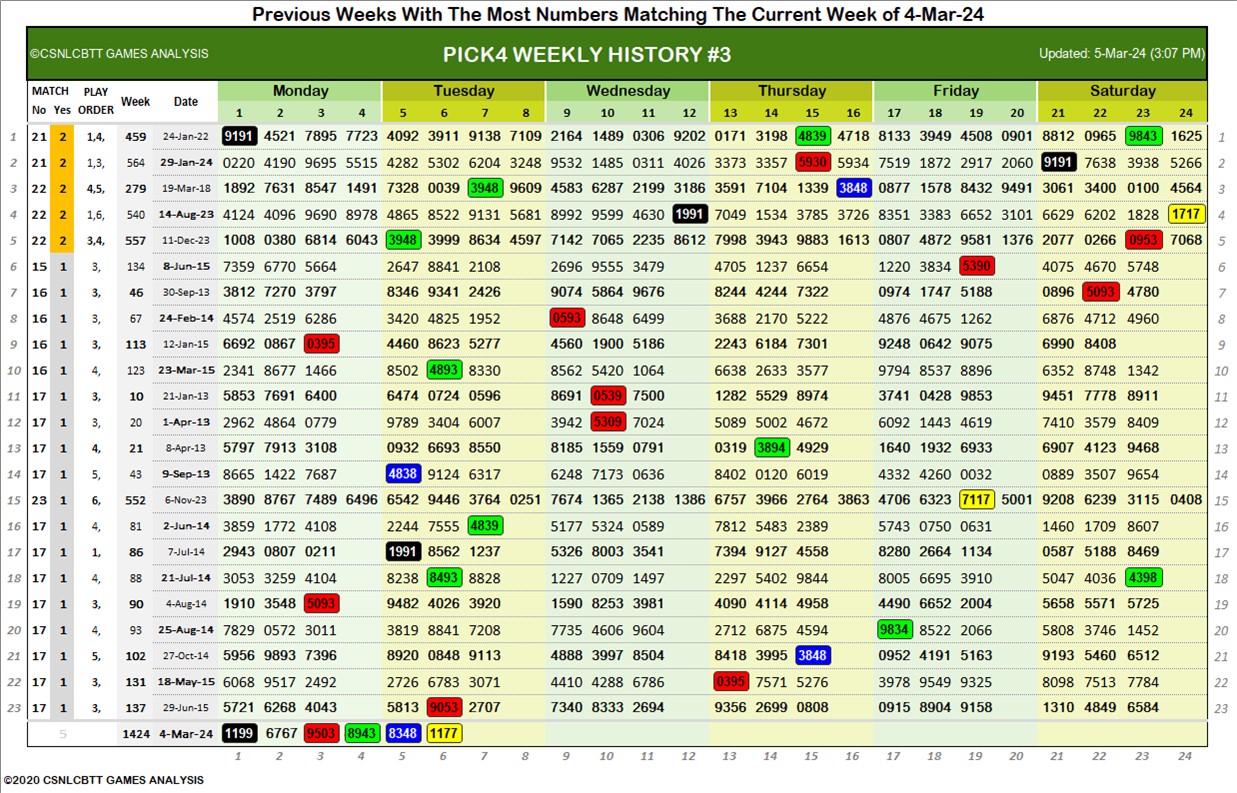 Previous Weeks With The Most Numbers Matching The Current Week of 4-Mar-24
©CSNLCBTT GAMES ANALYSIS PICK4 WEEKLY HISTORY #3 Updated: 5-Mar-24 (3:07 PM)
MATCH PLAY Week Date Monday Tuesday Wednesday Thursday Friday Saturday
No Yes ORDER 1 2 3 4 5 6 7 8 9 10 11 12 13 14 15 16 17 18 19 20 21 22 23 24
1 21 2 1,4, 459 24-Jan-22 9191 4521 7895 7723 4092 3911 9138 7109 2164 1489 0306 9202 0171 3198 4839 4718 8133 3949 4508 0901 8812 0965 9843 1625 1
2 21 2 1,3, 564 29-Jan-24 0220 4190 9695 5515 4282 5302 6204 3248 9532 1485 0311 4026 3373 3357 5930 5934 7519 1872 2917 2060 9191 7638 3938 5266 2
3 22 2 4,5, 279 19-Mar-18 1892 7631 8547 1491 7328 0039 3948 9609 4583 6287 2199 3186 3591 7104 1339 3848 0877 1578 8432 9491 3061 3400 0100 4564 3
4 22 2 1,6, 540 14-Aug-23 4124 4096 9690 8978 4865 8522 9131 5681 8992 9599 4630 1991 7049 1534 3785 3726 8351 3383 6652 3101 6629 6202 1828 1717 4
5 22 2 3,4, 557 11-Dec-23 1008 0380 6814 6043 3948 3999 8634 4597 7142 7065 2235 8612 7998 3943 9883 1613 0807 4872 9581 1376 2077 0266 0953 7068 5
6 15 1 3, 134 8-Jun-15 7359 6770 5664 2647 8841 2108 2696 9555 3479 4705 1237 6654 1220 3834 5390 4075 4670 5748 6
7 16 1 3, 46 30-Sep-13 3812 7270 3797 8346 9341 2426 9074 5864 9676 8244 4244 7322 0974 1747 5188 0896 5093 4780 7
8 16 1 3, 67 24-Feb-14 4574 2519 6286 3420 4825 1952 0593 8648 6499 3688 2170 5222 4876 4675 1262 6876 4712 4960 8
9 16 1 3, 113 12-Jan-15 6692 0867 0395 4460 8623 5277 4560 1900 5186 2243 6184 7301 9248 0642 9075 6990 8408 9
10 16 1 4, 123 23-Mar-15 2341 8677 1466 8502 4893 8330 8562 5420 1064 6638 2633 3577 9794 8537 8896 6352 8748 1342 10
11 17 1 3, 10 21-Jan-13 5853 7691 6400 6474 0724 0596 8691 0539 7500 1282 5529 8974 3741 0428 9853 9451 7778 8911 11
12 17 1 3, 20 1-Apr-13 2962 4864 0779 9789 3404 6007 3942 5309 7024 5089 5002 4672 6092 1443 4619 7410 3579 8409 12
13 17 1 4, 21 8-Apr-13 5797 7913 3108 0932 6693 8550 8185 1559 0791 0319 3894 4929 1640 1932 6933 6907 4123 9468 13
14 17 1 5, 43 9-Sep-13 8665 1422 7687 4838 9124 6317 6248 7173 0636 8402 0120 6019 4332 4260 0032 0889 3507 9654 14
15 23 1 6, 552 6-Nov-23 3890 8767 7489 6496 6542 9446 3764 0251 7674 1365 2138 1386 6757 3966 2764 3863 4706 6323 7117 5001 9208 6239 3115 0408 15
16 17 1 4, 81 2-Jun-14 3859 1772 4108 2244 7555 4839 5177 5324 0589 7812 5483 2389 5743 0750 0631 1460 1709 8607 16
17 17 1 1, 86 7-Jul-14 2943 0807 0211 1991 8562 1237 5326 8003 3541 7394 9127 4558 8280 2664 1134 0587 5188 8469 17
18 17 1 4, 88 21-Jul-14 3053 3259 4104 8238 8493 8828 1227 0709 1497 2297 5402 9844 8005 6695 3910 5047 4036 4398 18
19 17 1 3, 90 4-Aug-14 1910 3548 5093 9482 4026 3920 1590 8253 3981 4090 4114 4958 4490 6652 2004 5658 5571 5725 19
20 17 1 4, 93 25-Aug-14 7829 0572 3011 3819 8841 7208 7735 4606 9604 2712 6875 4594 9834 8522 2066 5808 3746 1452 20
21 17 1 5, 102 27-Oct-14 5956 9893 7396 8920 0848 9113 4888 3997 8504 8418 3995 3848 0952 4191 5163 9193 5460 6512 21
22 17 1 3, 131 18-May-15 6068 9517 2492 2726 6783 3071 4410 4288 6786 0395 7571 5276 3978 9549 9325 8098 7513 7784 22
23 17 1 3, 137 29-Jun-15 5721 6268 4043 5813 9053 2707 7340 8333 2694 9356 2699 0808 0915 8904 9158 1310 4849 6584 23
5 1424 4-Mar-24 1199 6767 9503 8943 8348 1177
1 2 3 4 5 6 7 8 9 10 11 12 13 14 15 16 17 18 19 20 21 22 23 24
©2020 CSNLCBTT GAMES ANALYSIS